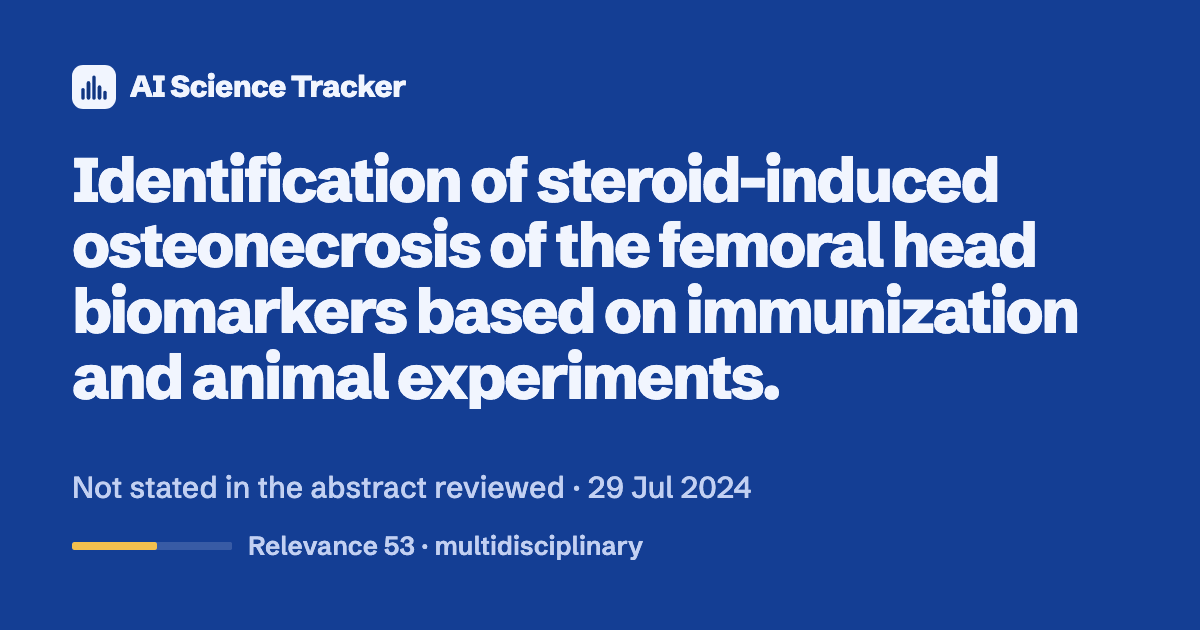 AI Science Tracker
Identification of steroid-induced
osteonecrosis of the femoral head
biomarkers based on immunization
and animal experiments.
Not stated in the abstract reviewed · 29 Jul 2024
Relevance 53 · multidisciplinary